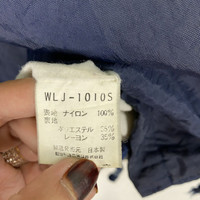 WLJ-1010S
表地 ナイロン 100%
裏地
ポリエステル
レーヨン 35%
日本製